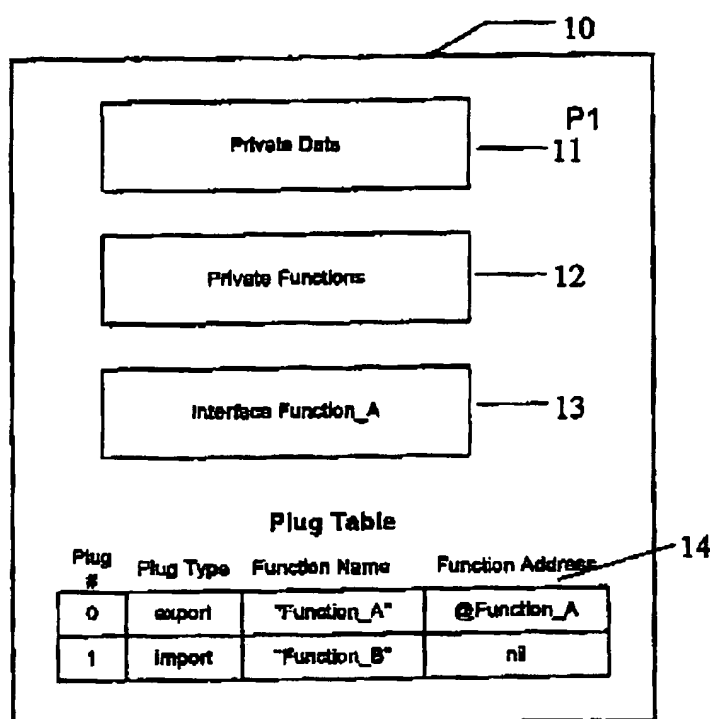 10
P1
Private Data
11
Private Functions
12
Interface Function_A
13
Plug Table
Plug # Plug Type Function Name Function Address
14
0 export "Function_A" @Function_A
1 import "Function_B" nil